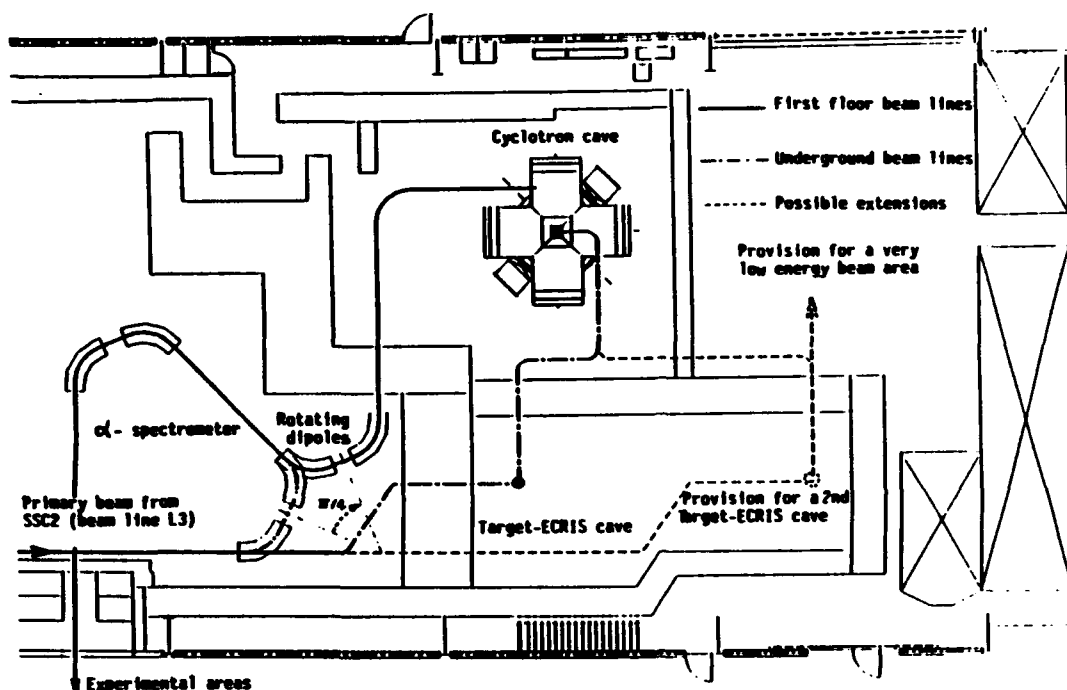 First floor beam lines
Cyclotron cave
Underground beam lines
Possible extensions
Provision for a very
low energy beam area
α- spectrometer
Rotating
dipoles
Primary beam from
SSC2 (beam line L3)
Π/4
Target-ECRIS cave
Provision for a 2nd
Target-ECRIS cave
Experimental areas